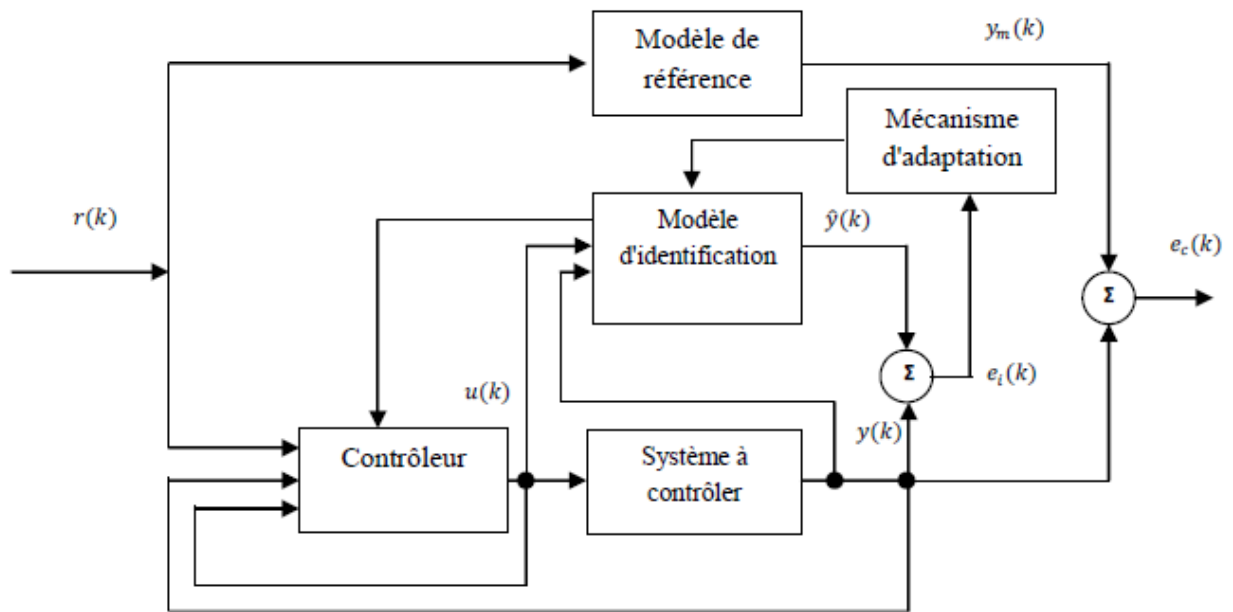 Modèle de
référence
y_m(k)
Mécanisme
d'adaptation
r(k)
Modèle
d'identification
ŷ(k)
e_c(k)
Σ
Σ
e_i(k)
u(k)
y(k)
Contrôleur
Système à
contrôler